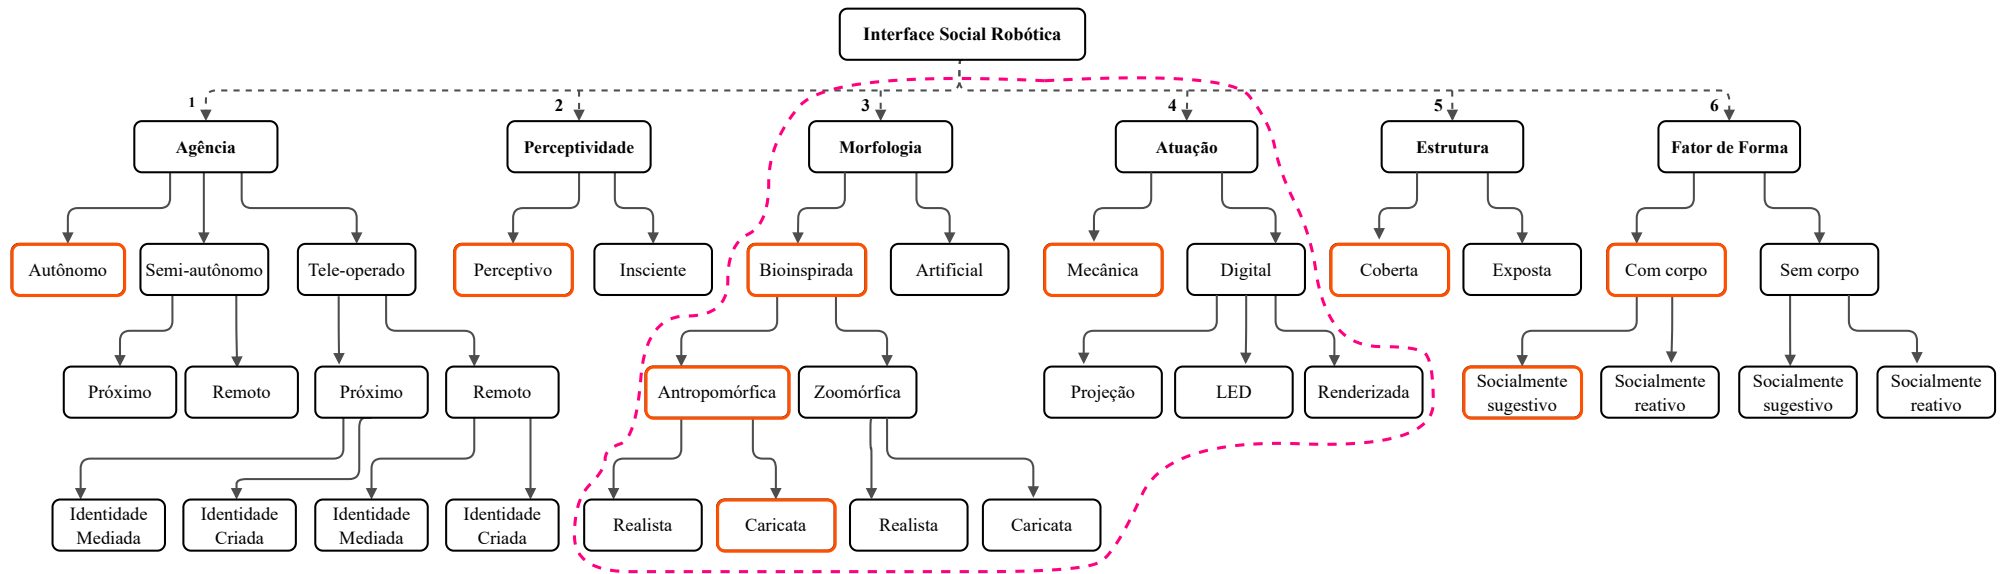 Interface Social Robótica
1
2
3
4
5
6
Agência
Perceptividade
Morfologia
Atuação
Estrutura
Fator de Forma
Autônomo
Semi-autônomo
Tele-operado
Perceptivo
Insciente
Bioinspirada
Artificial
Mecânica
Digital
Coberta
Exposta
Com corpo
Sem corpo
Próximo
Remoto
Próximo
Remoto
Antropomórfica
Zoomórfica
Projeção
LED
Renderizada
Socialmente
sugestivo
Socialmente
reativo
Socialmente
sugestivo
Socialmente
reativo
Identidade
Mediada
Identidade
Criada
Identidade
Mediada
Identidade
Criada
Realista
Caricata
Realista
Caricata